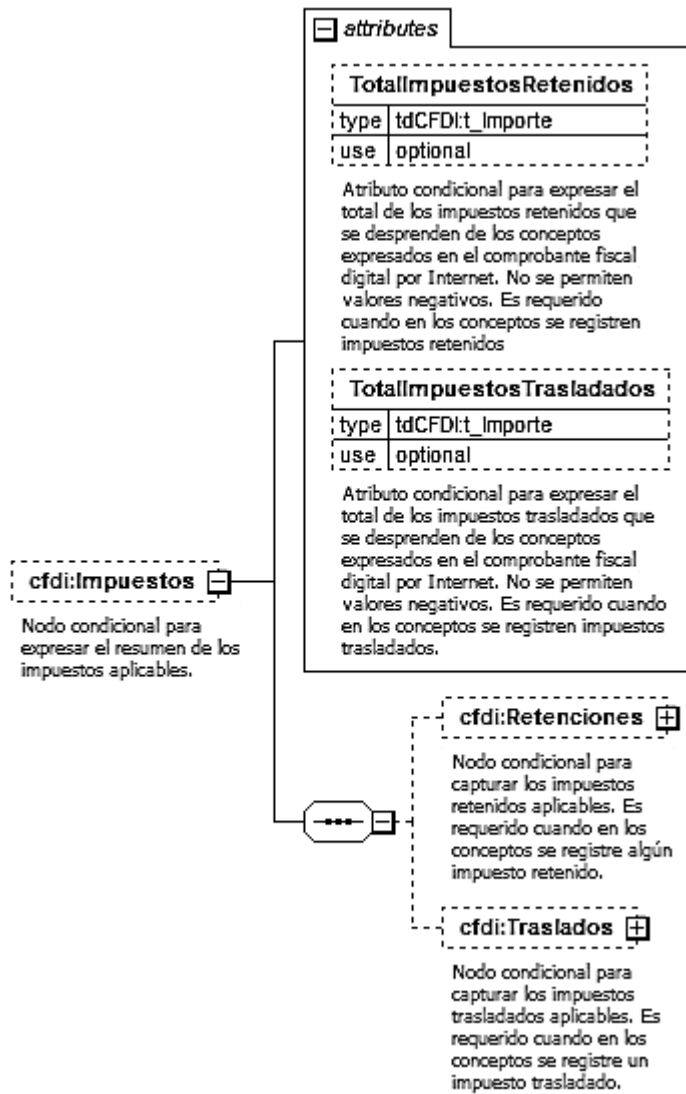 attributes
TotalImpuestosRetenidos
type tdCFDI:t_Importe
use optional
Atributo condicional para expresar el
total de los impuestos retenidos que
se desprenden de los conceptos
expresados en el comprobante fiscal
digital por Internet. No se permiten
valores negativos. Es requerido
cuando en los conceptos se registren
impuestos retenidos
TotalImpuestosTrasladados
type tdCFDI:t_Importe
use optional
Atributo condicional para expresar el
total de los impuestos trasladados que
se desprenden de los conceptos
expresados en el comprobante fiscal
digital por Internet. No se permiten
valores negativos. Es requerido cuando
en los conceptos se registren impuestos
trasladados.
cfdi:Impuestos
Nodo condicional para
expresar el resumen de los
impuestos aplicables.
cfdi:Retenciones
Nodo condicional para
capturar los impuestos
retenidos aplicables. Es
requerido cuando en los
conceptos se registre algún
impuesto retenido.
cfdi:Traslados
Nodo condicional para
capturar los impuestos
trasladados aplicables. Es
requerido cuando en los
conceptos se registre un
impuesto trasladado.